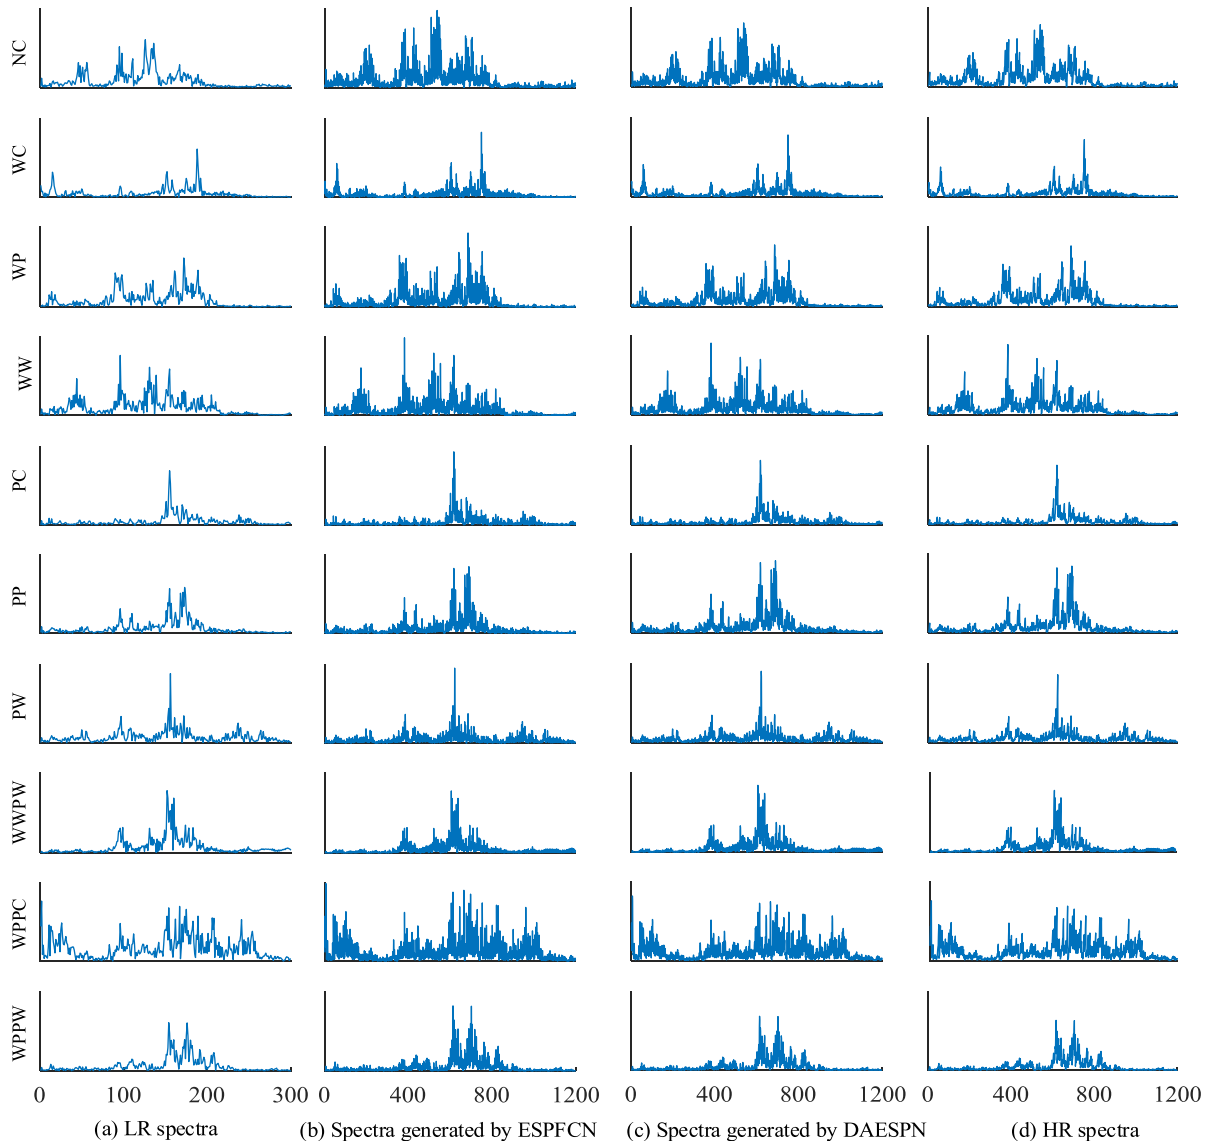 NC
WC
WP
WW
PC
PP
PW
WWPW
WPPC
WPPW
0 100 200 300 0 400 800 1200 0 400 800 1200 0 400 800 1200
(a) LR spectra (b) Spectra generated by ESPFCN (c) Spectra generated by DAESPN (d) HR spectra